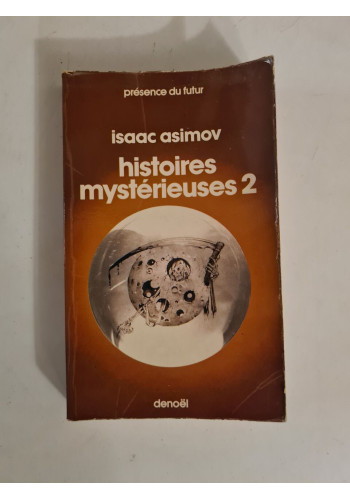 présence du futur
isaac asimov
histoires
mystérieuses 2
denoël